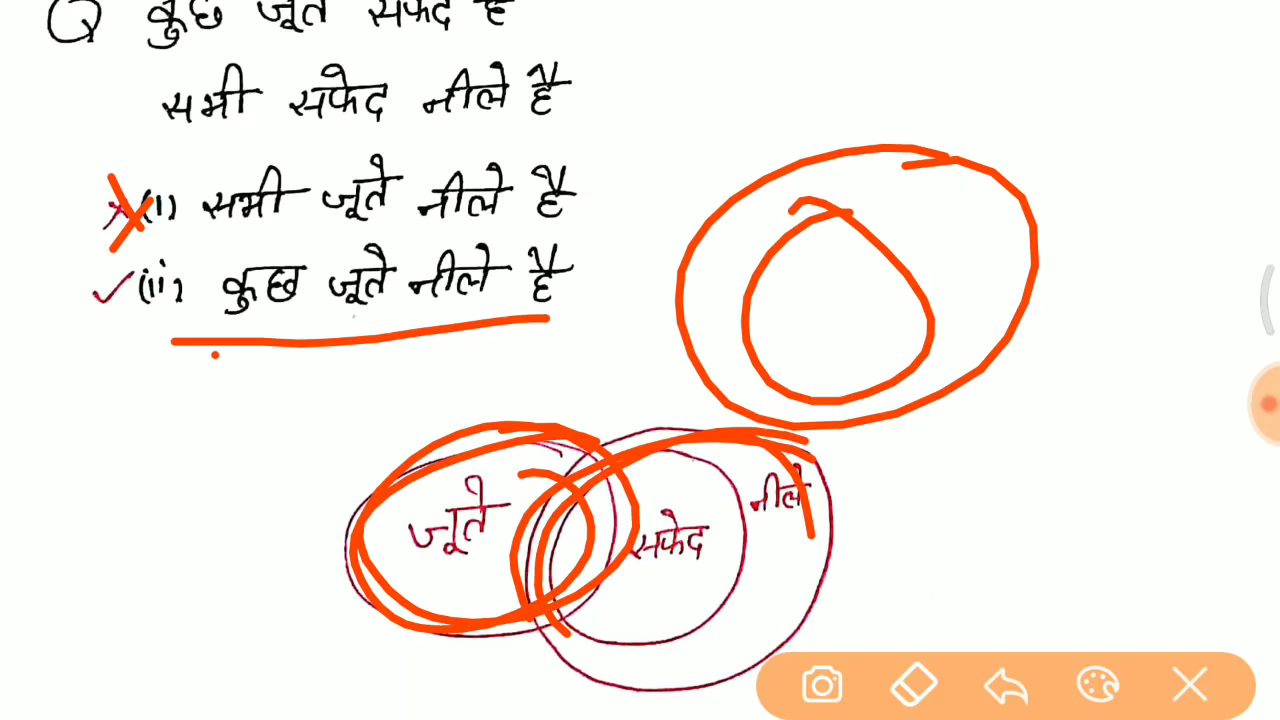 Q कुछ जूते सफेद है
सभी सफेद नीले है
(i) सभी जूते नीले है
(ii) कुछ जूते नीले है
जूते
सफेद
नीले